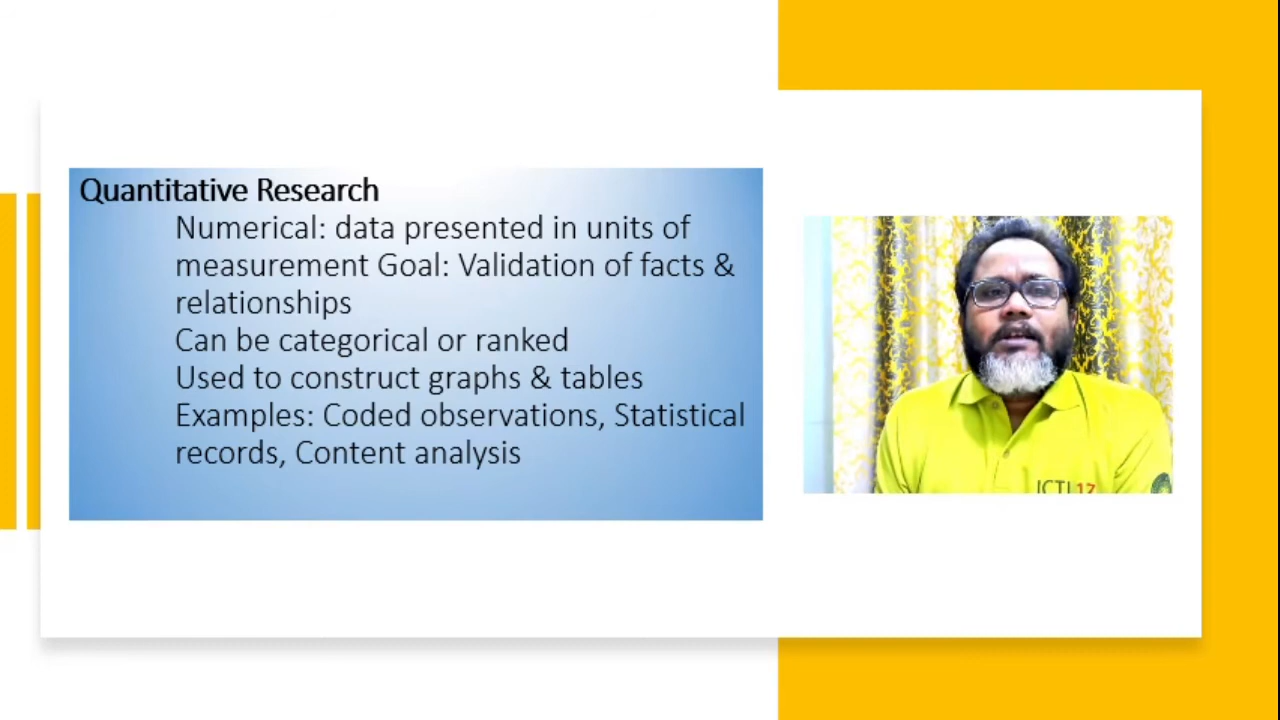 Quantitative Research
Numerical: data presented in units of
measurement Goal: Validation of facts &
relationships
Can be categorical or ranked
Used to construct graphs & tables
Examples: Coded observations, Statistical
records, Content analysis